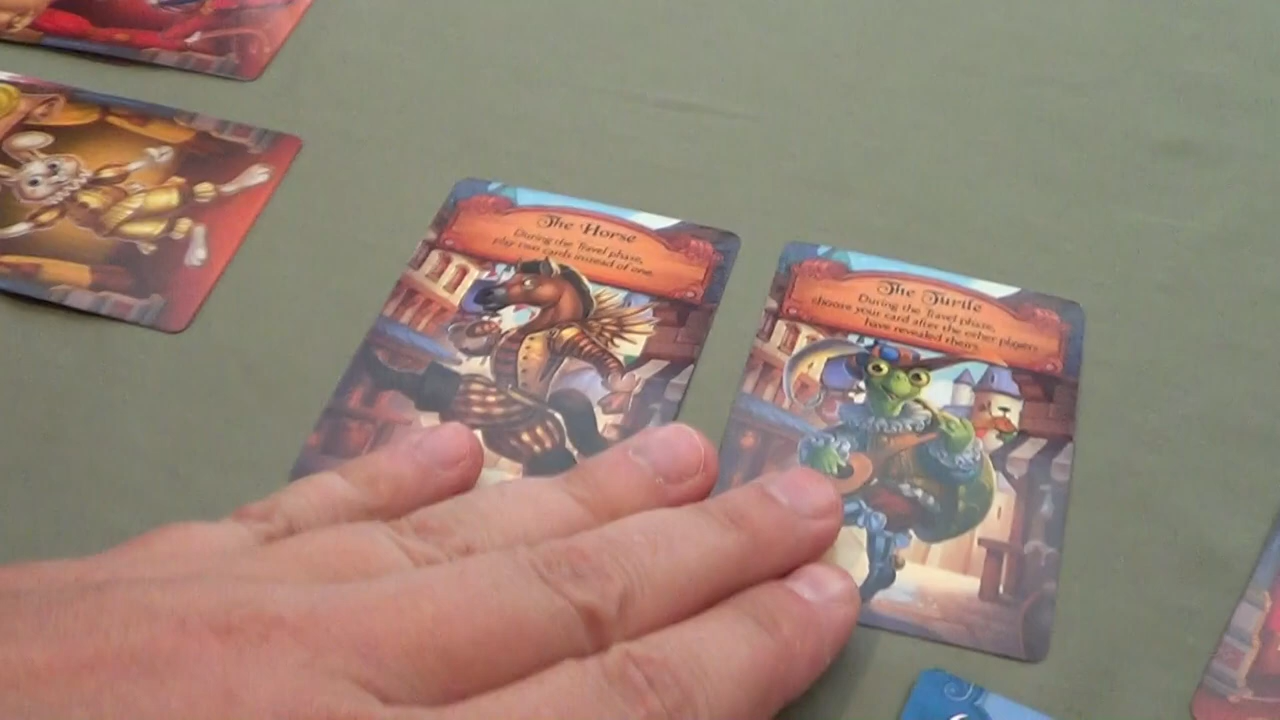 The Horse
During the Travel phase,
play two cards instead of one.
The Turtle
During the Travel phase,
choose your card after the other players
have revealed theirs.